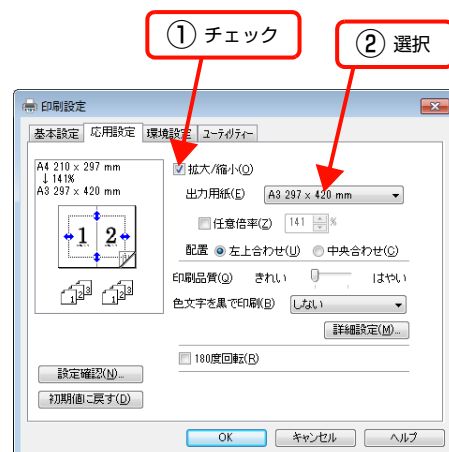 ① チェック
② 選択
印刷設定
基本設定 応用設定 環境設定 ユーティリティー
A4 210 x 297 mm
↓ 141%
A3 297 x 420 mm
1 2
1 2 3 1 2 3
拡大/縮小(O)
出力用紙(E) A3 297 x 420 mm
任意倍率(Z) 141 %
配置 左上合わせ(U) 中央合わせ(C)
印刷品質(Q) きれい はやい
色文字を黒で印刷(B) しない
詳細設定(M)...
180度回転(R)
設定確認(N)...
初期値に戻す(D)
OK キャンセル ヘルプ